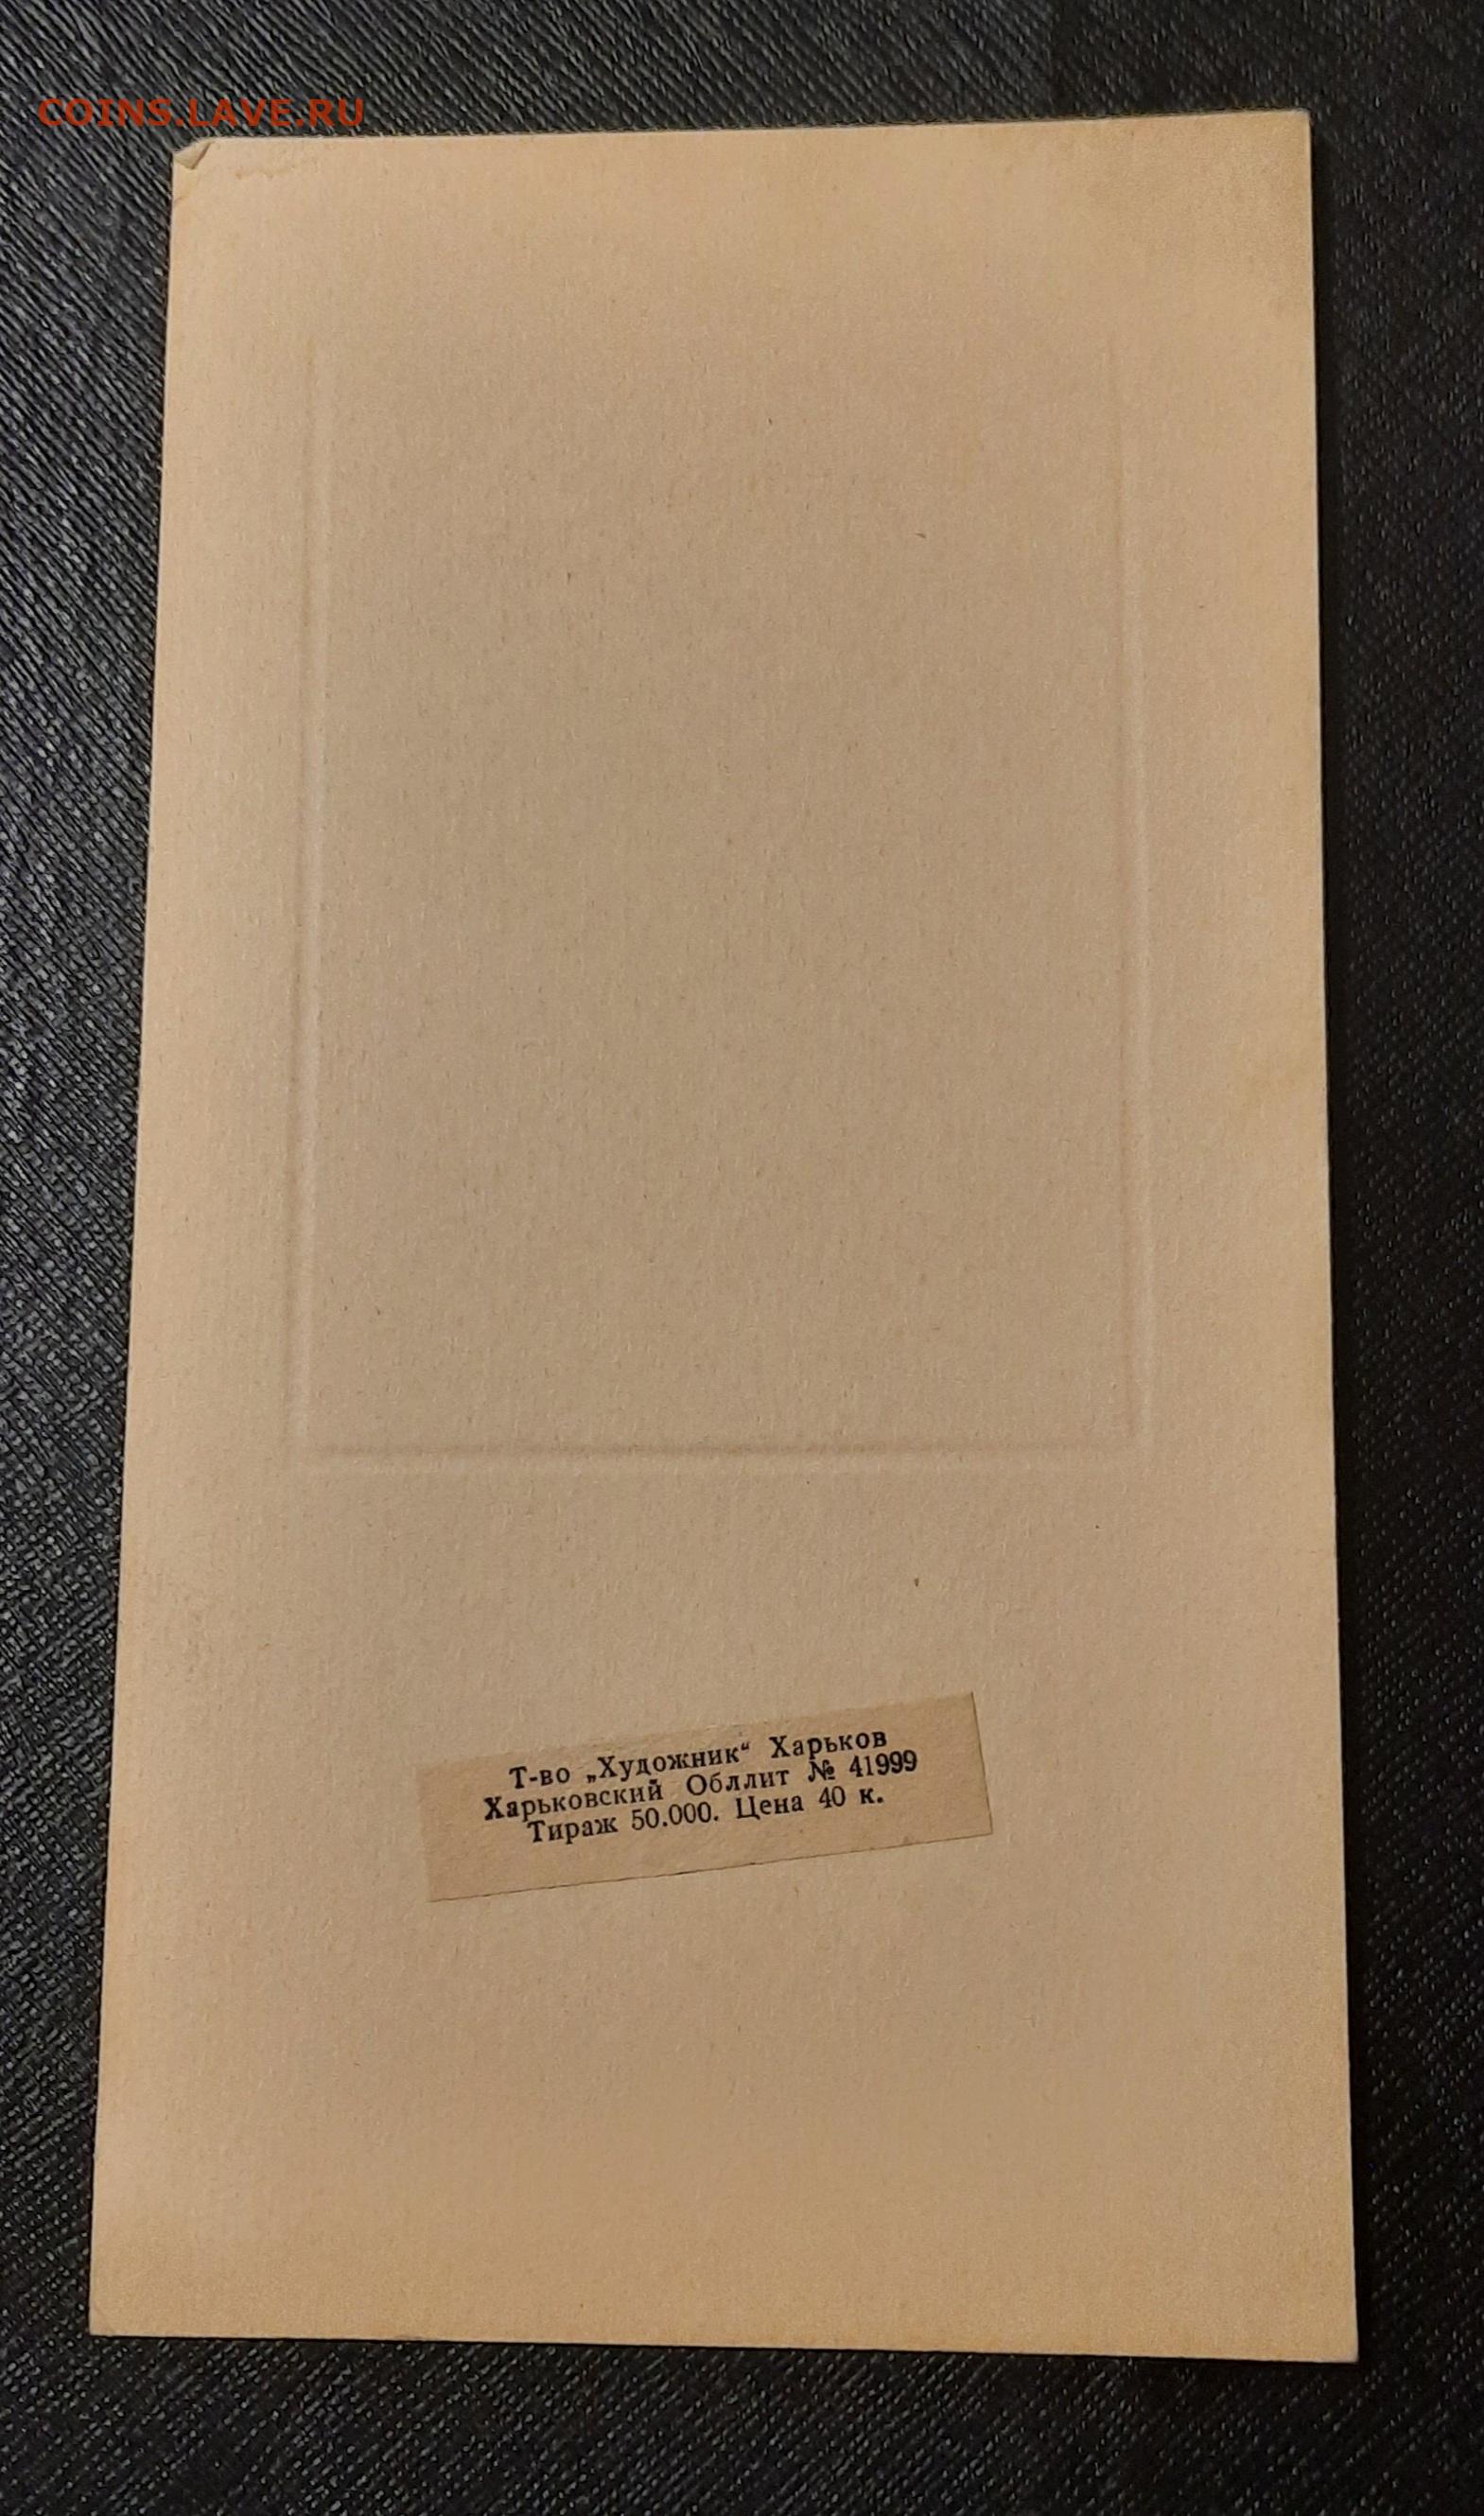 COINS.LAVE.RU
Т-во „Художник“ Харьков
Харьковский Обллит № 41999
Тираж 50.000. Цена 40 к.